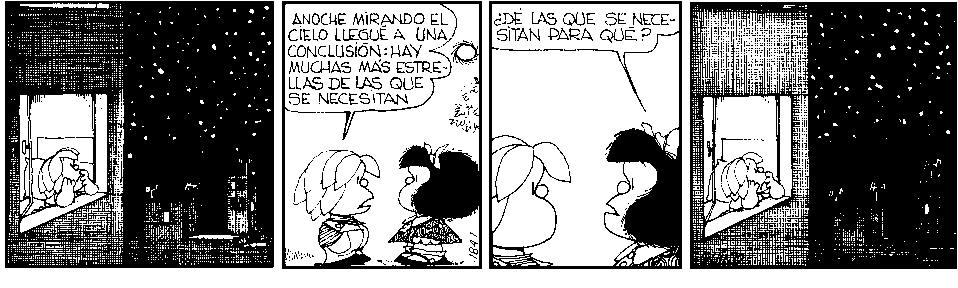 ANOCHE MIRANDO EL
CIELO LLEGUÉ A UNA
CONCLUSIÓN: HAY
MUCHAS MÁS ESTRE-
LLAS DE LAS QUE
SE NECESITAN
¿DE LAS QUE SE NECE-
SITAN PARA QUÉ?